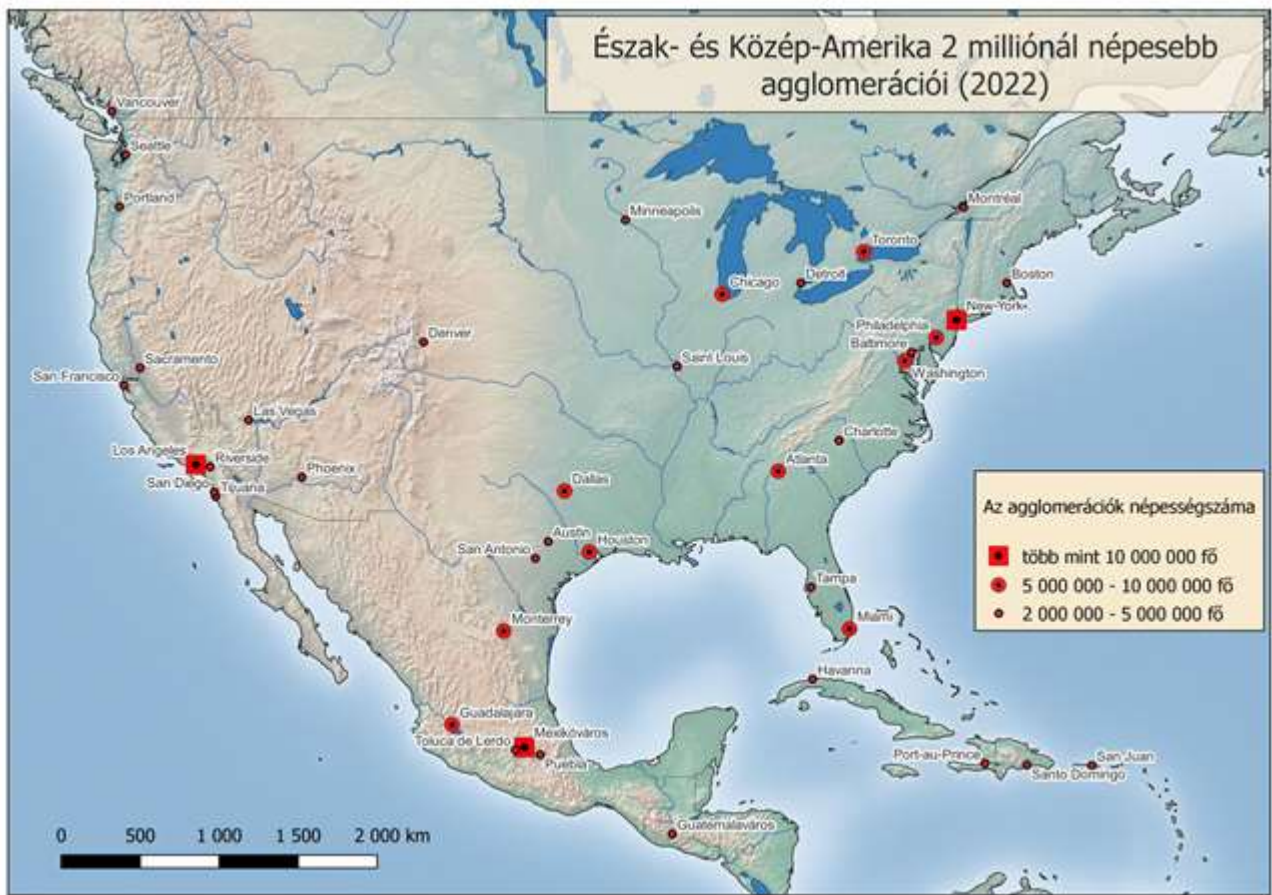 Észak- és Közép-Amerika 2 milliónál népesebb
agglomerációi (2022)
Vancouver
Seattle
Portland
Minneapolis
Montréal
Toronto
Chicago
Detroit
Boston
New-York
Philadelphia
Baltimore
Washington
Denver
Saint Louis
Sacramento
San Francisco
Las Vegas
Charlotte
Los Angeles
Riverside
Phoenix
Atlanta
San Diego
Tijuana
Dallas
Austin
Houston
San Antonio
Tampa
Miami
Monterrey
Havanna
Guadalajara
Mexikóváros
Toluca de Lerdo
Puebla
Port-au-Prince
San Juan
Santo Domingo
Guatemalaváros
Az agglomerációk népességszáma
több mint 10 000 000 fő
5 000 000 - 10 000 000 fő
2 000 000 - 5 000 000 fő
0 500 1 000 1 500 2 000 km